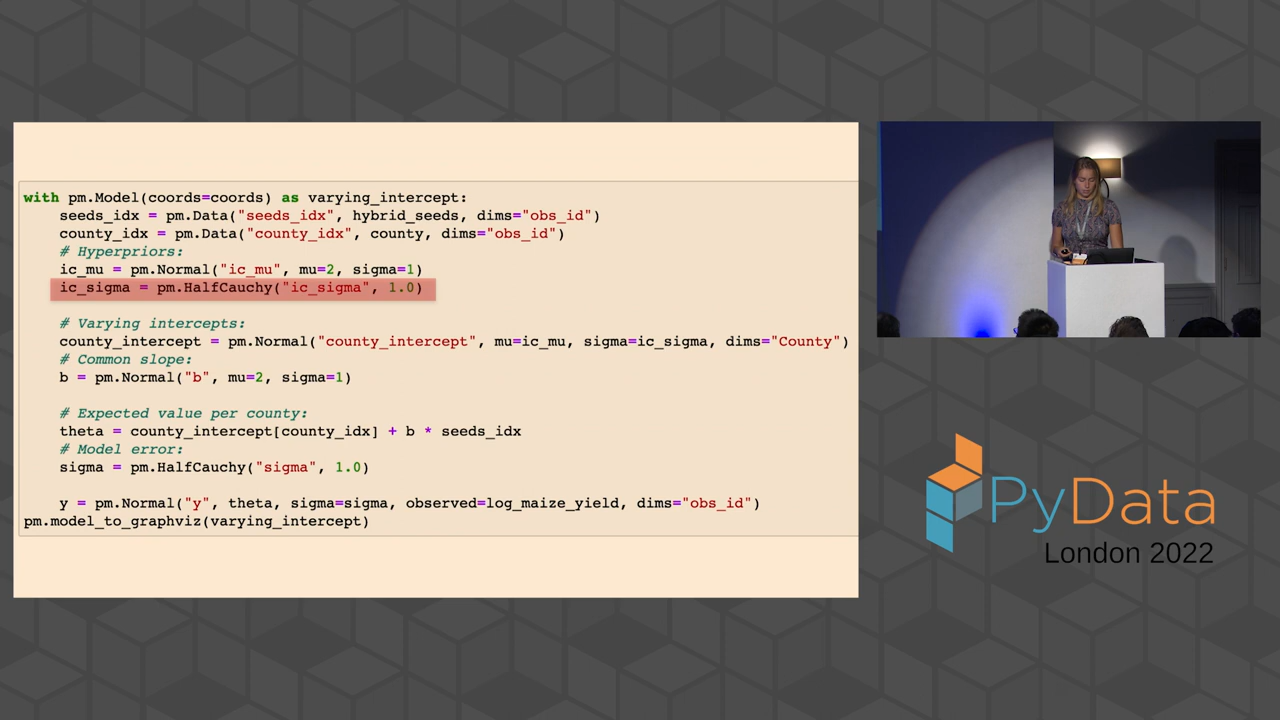 with pm.Model(coords=coords) as varying_intercept:
    seeds_idx = pm.Data("seeds_idx", hybrid_seeds, dims="obs_id")
    county_idx = pm.Data("county_idx", county, dims="obs_id")
    # Hyperpriors:
    ic_mu = pm.Normal("ic_mu", mu=2, sigma=1)
    ic_sigma = pm.HalfCauchy("ic_sigma", 1.0)
    # Varying intercepts:
    county_intercept = pm.Normal("county_intercept", mu=ic_mu, sigma=ic_sigma, dims="County")
    # Common slope:
    b = pm.Normal("b", mu=2, sigma=1)
    # Expected value per county:
    theta = county_intercept[county_idx] + b * seeds_idx
    # Model error:
    sigma = pm.HalfCauchy("sigma", 1.0)
    y = pm.Normal("y", theta, sigma=sigma, observed=log_maize_yield, dims="obs_id")
pm.model_to_graphviz(varying_intercept)
PyData
London 2022